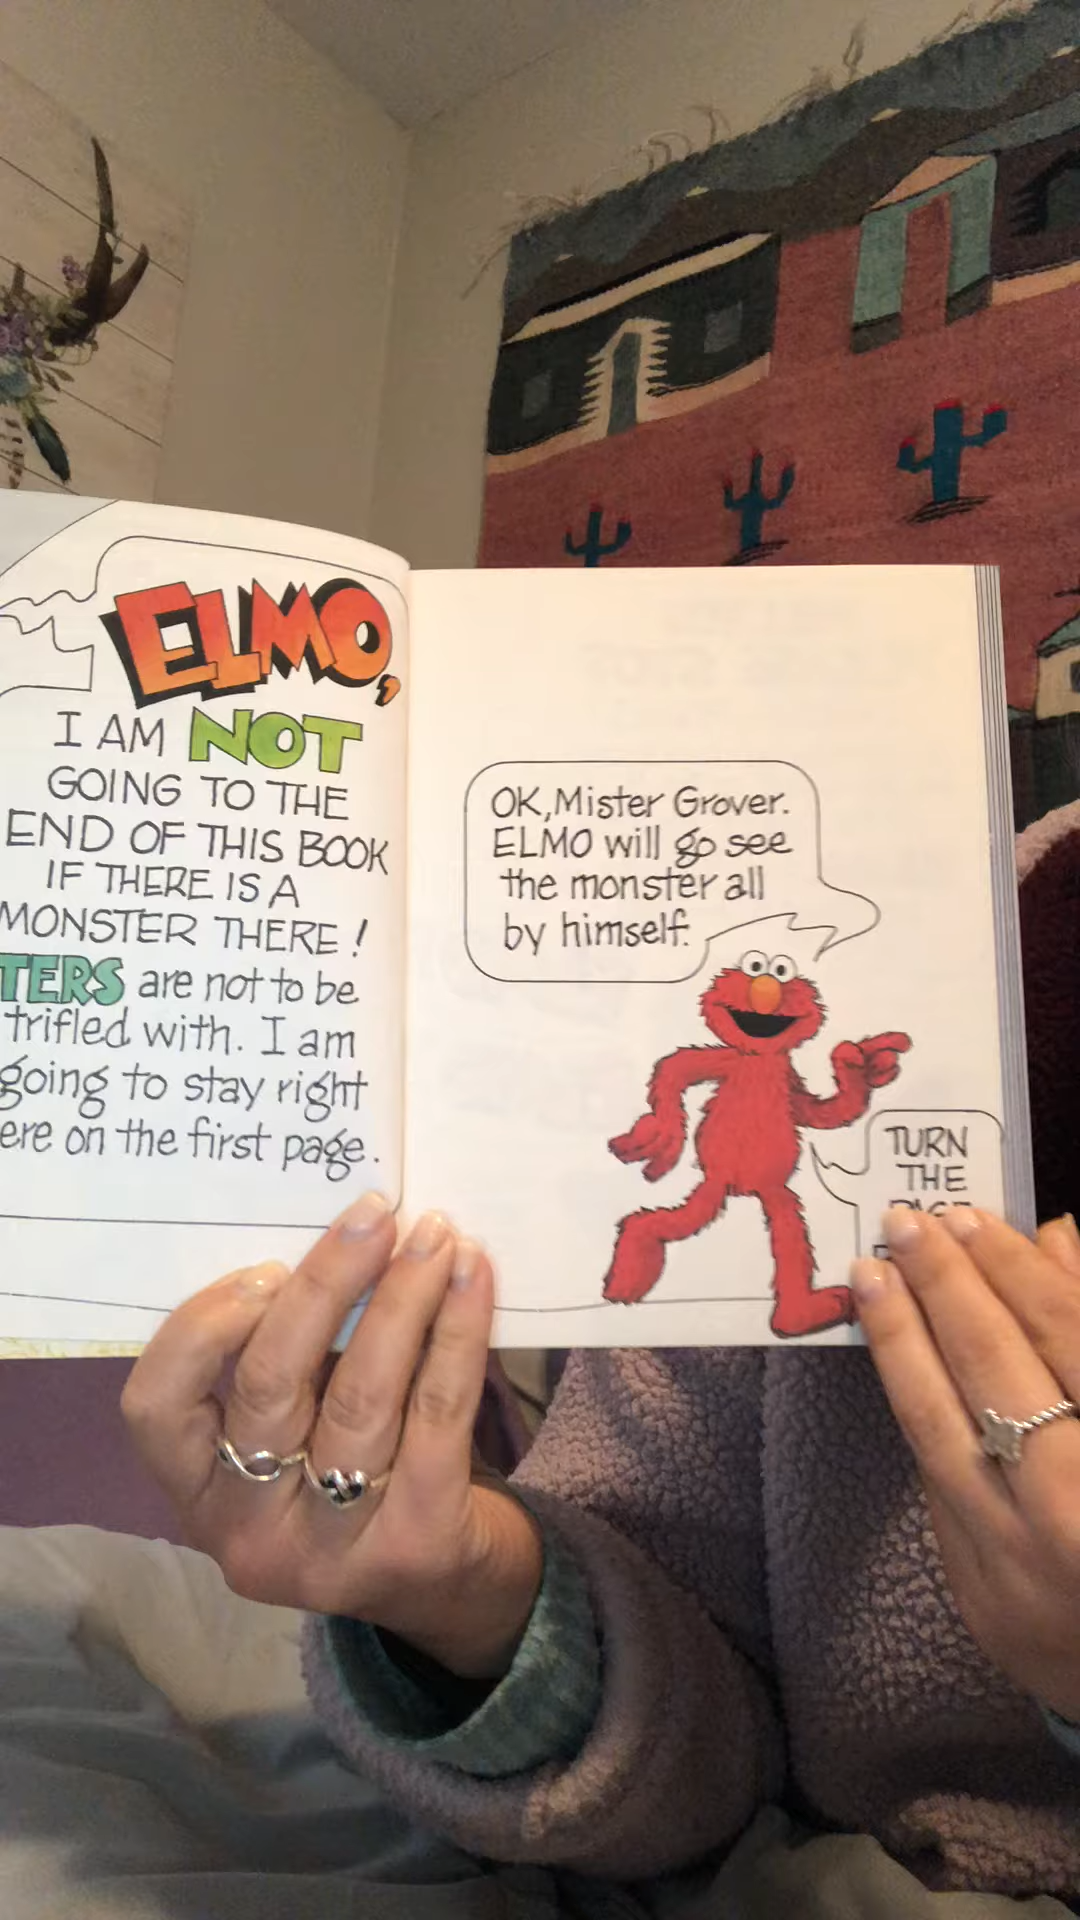 ELMO,
I AM NOT
GOING TO THE
END OF THIS BOOK
IF THERE IS A
MONSTER THERE!
TERS are not to be
trifled with. I am
going to stay right
ere on the first page.
OK, Mister Grover.
ELMO will go see
the monster all
by himself.
TURN
THE